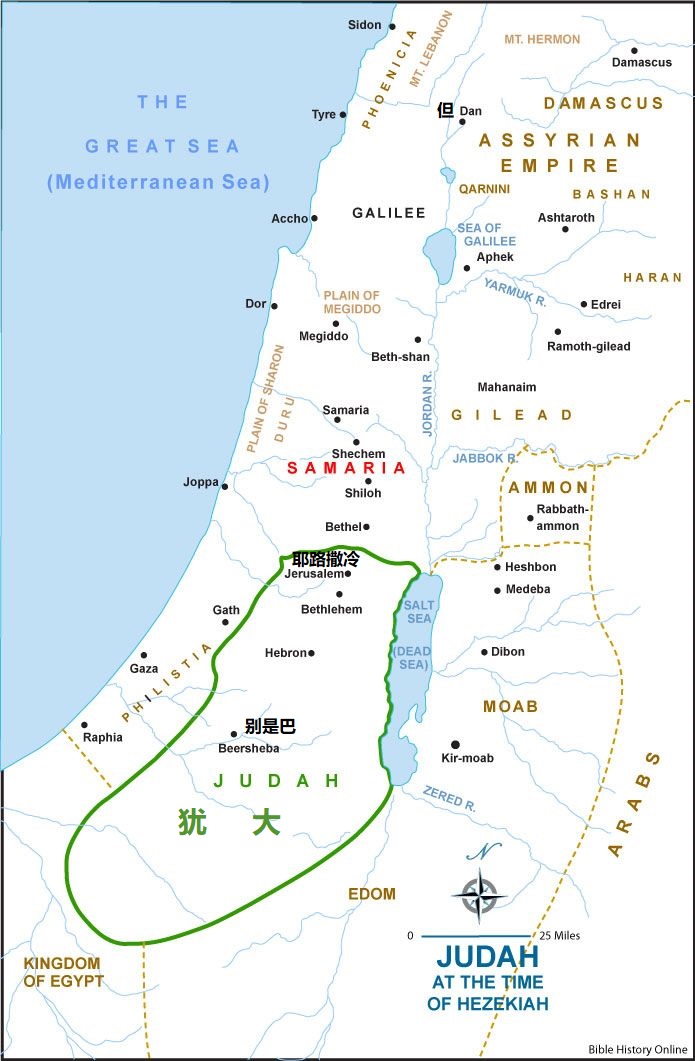 Sidon
PHOENICIA
MT. LEBANON
MT. HERMON
Damascus
THE
GREAT SEA
(Mediterranean Sea)
Tyre
但
Dan
DAMASCUS
ASSYRIAN
EMPIRE
QARNINI
BASHAN
Accho
GALILEE
SEA OF
GALILEE
Ashtaroth
Aphek
HARAN
YARMUK R.
Dor
PLAIN OF
MEGIDDO
Megiddo
Edrei
Beth-shan
Ramoth-gilead
PLAIN OF SHARON
DURU
JORDAN R.
Mahanaim
GILEAD
Samaria
Shechem
SAMARIA
JABBOK R.
Joppa
Shiloh
AMMON
Rabbath-
ammon
Bethel
耶路撒冷
Jerusalem
Heshbon
Bethlehem
SALT
SEA
Medeba
Gath
PHILISTIA
Hebron
(DEAD
SEA)
Dibon
Gaza
MOAB
Raphia
别是巴
Beersheba
Kir-moab
JUDAH
犹 大
ZERED R.
ARABS
N
EDOM
0
25 Miles
KINGDOM
OF EGYPT
JUDAH
AT THE TIME
OF HEZEKIAH
Bible History Online